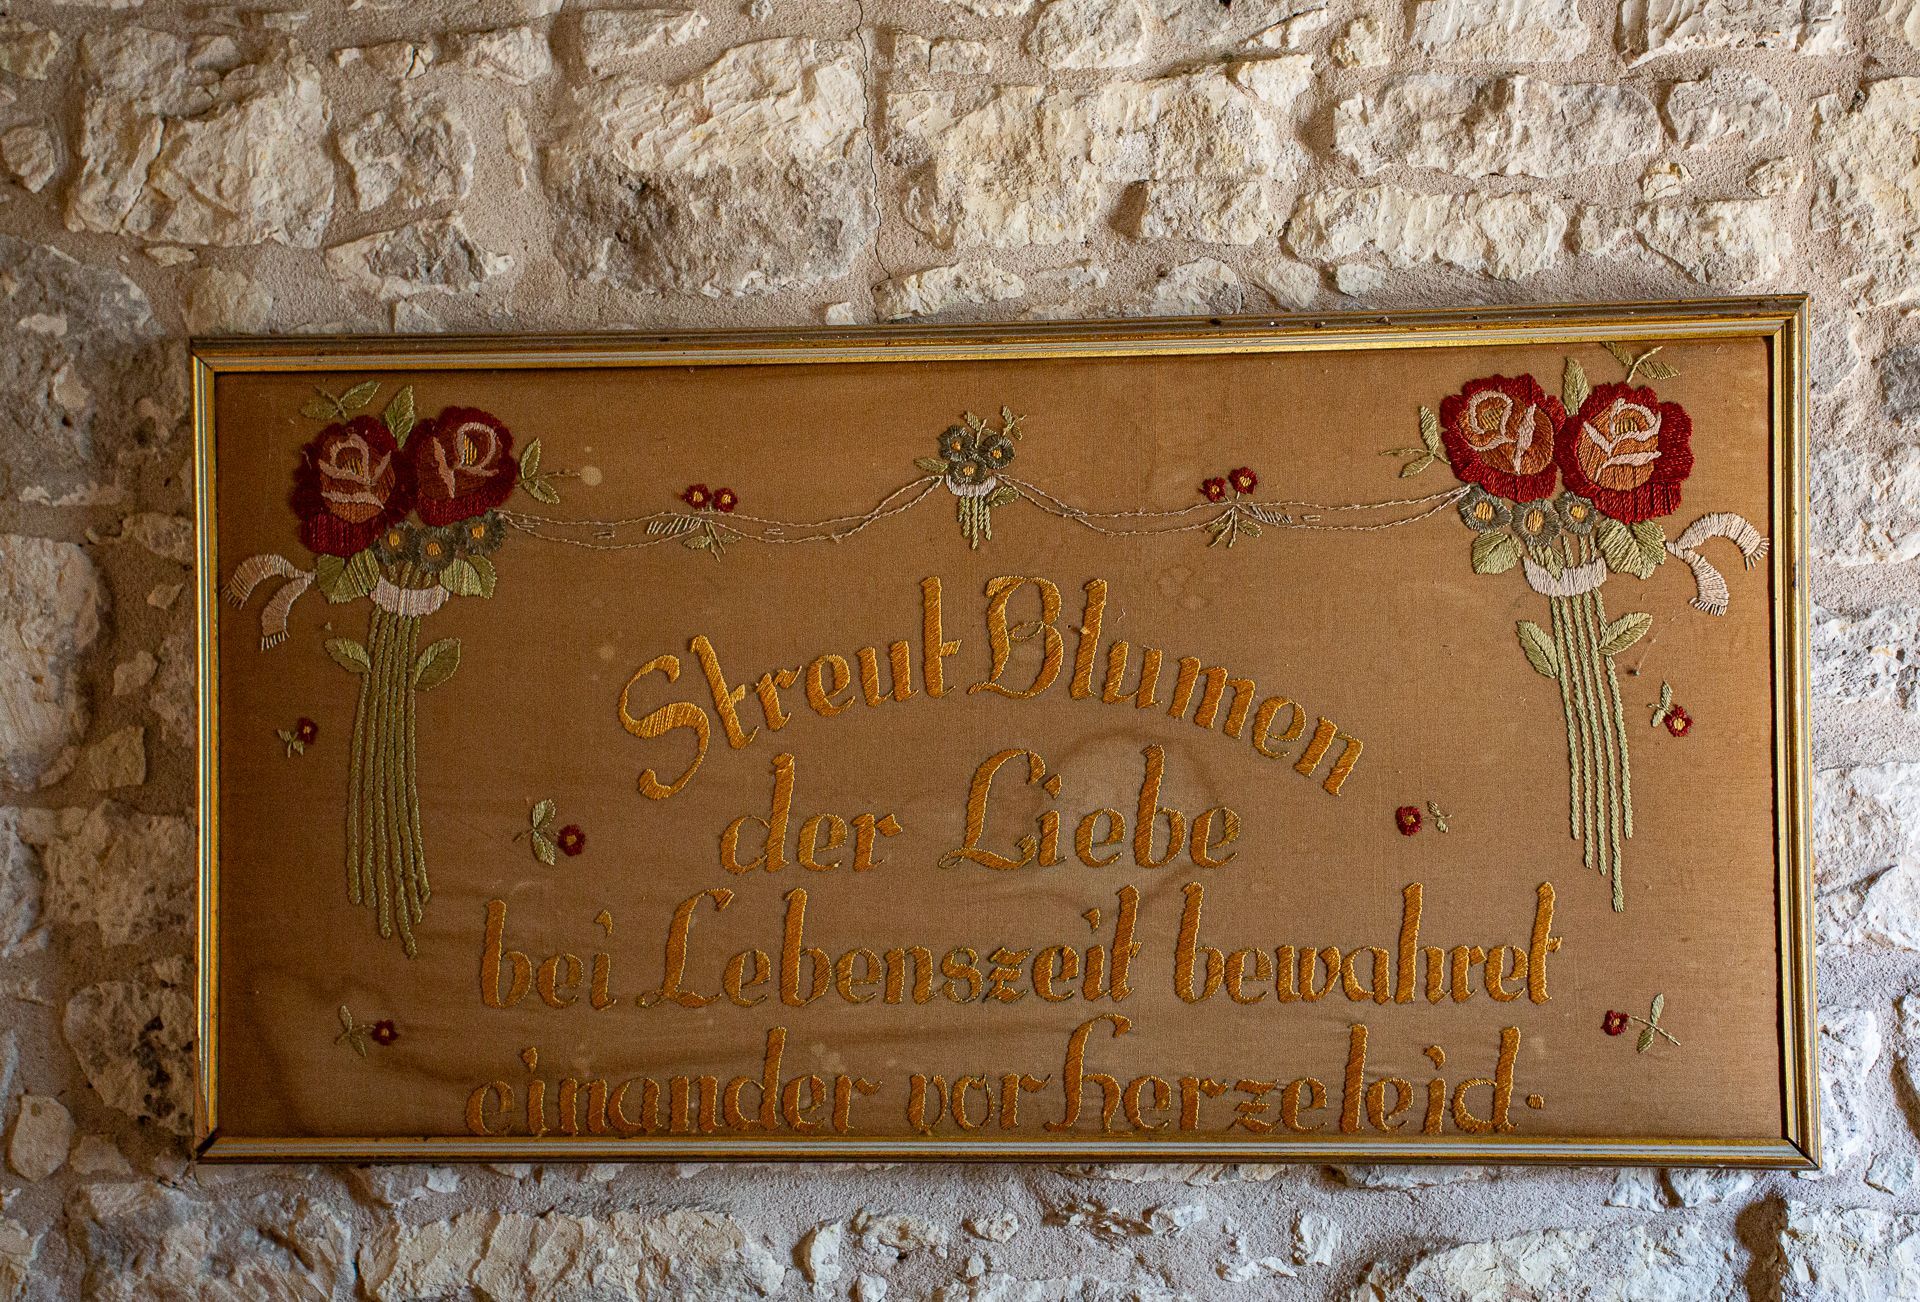 Streut Blumen
der Liebe
bei Lebenszeit bewahret
einander vor Herzeleid.